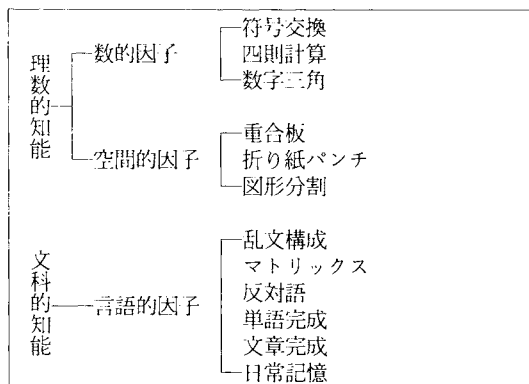 理数的知能
数的因子
符号交換
四則計算
数字三角
空間的因子
重合板
折り紙パンチ
図形分割
文科的知能
言語的因子
乱文構成
マトリックス
反対語
単語完成
文章完成
日常記憶